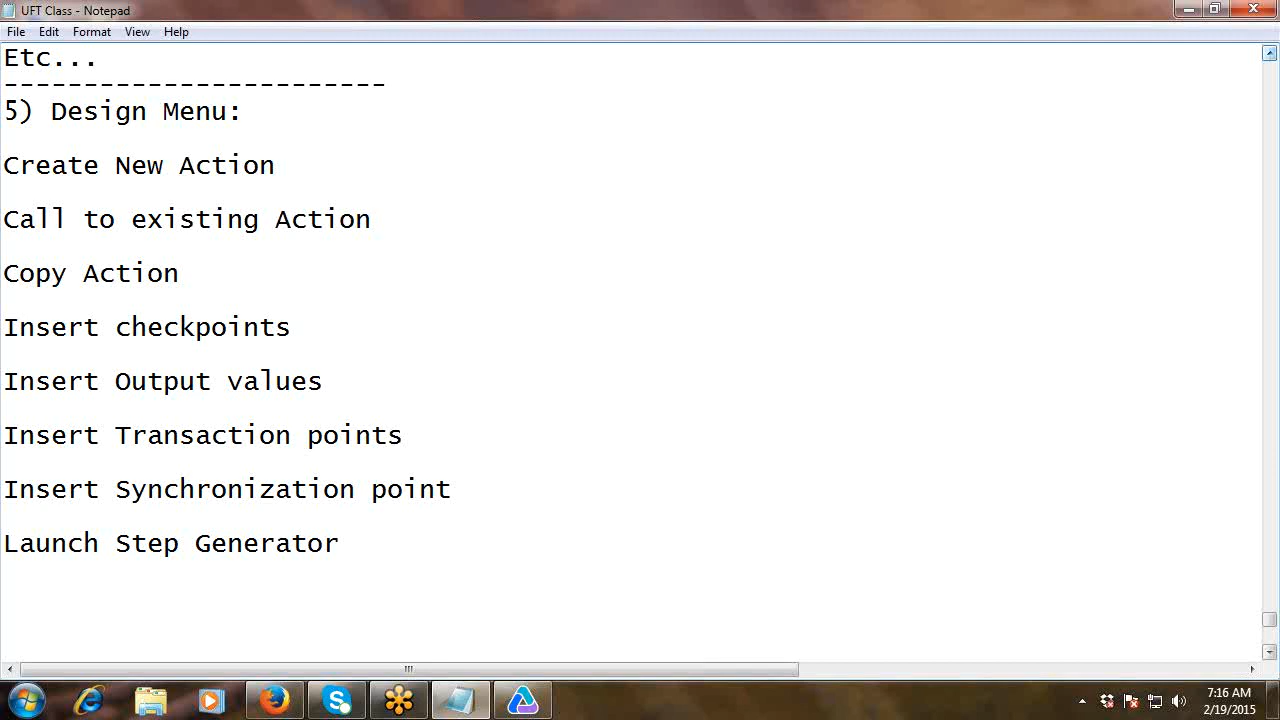 UFT Class - Notepad
File Edit Format View Help
Etc...
------------------------
5) Design Menu:
Create New Action
Call to existing Action
Copy Action
Insert checkpoints
Insert Output values
Insert Transaction points
Insert Synchronization point
Launch Step Generator
7:16 AM
2/19/2015